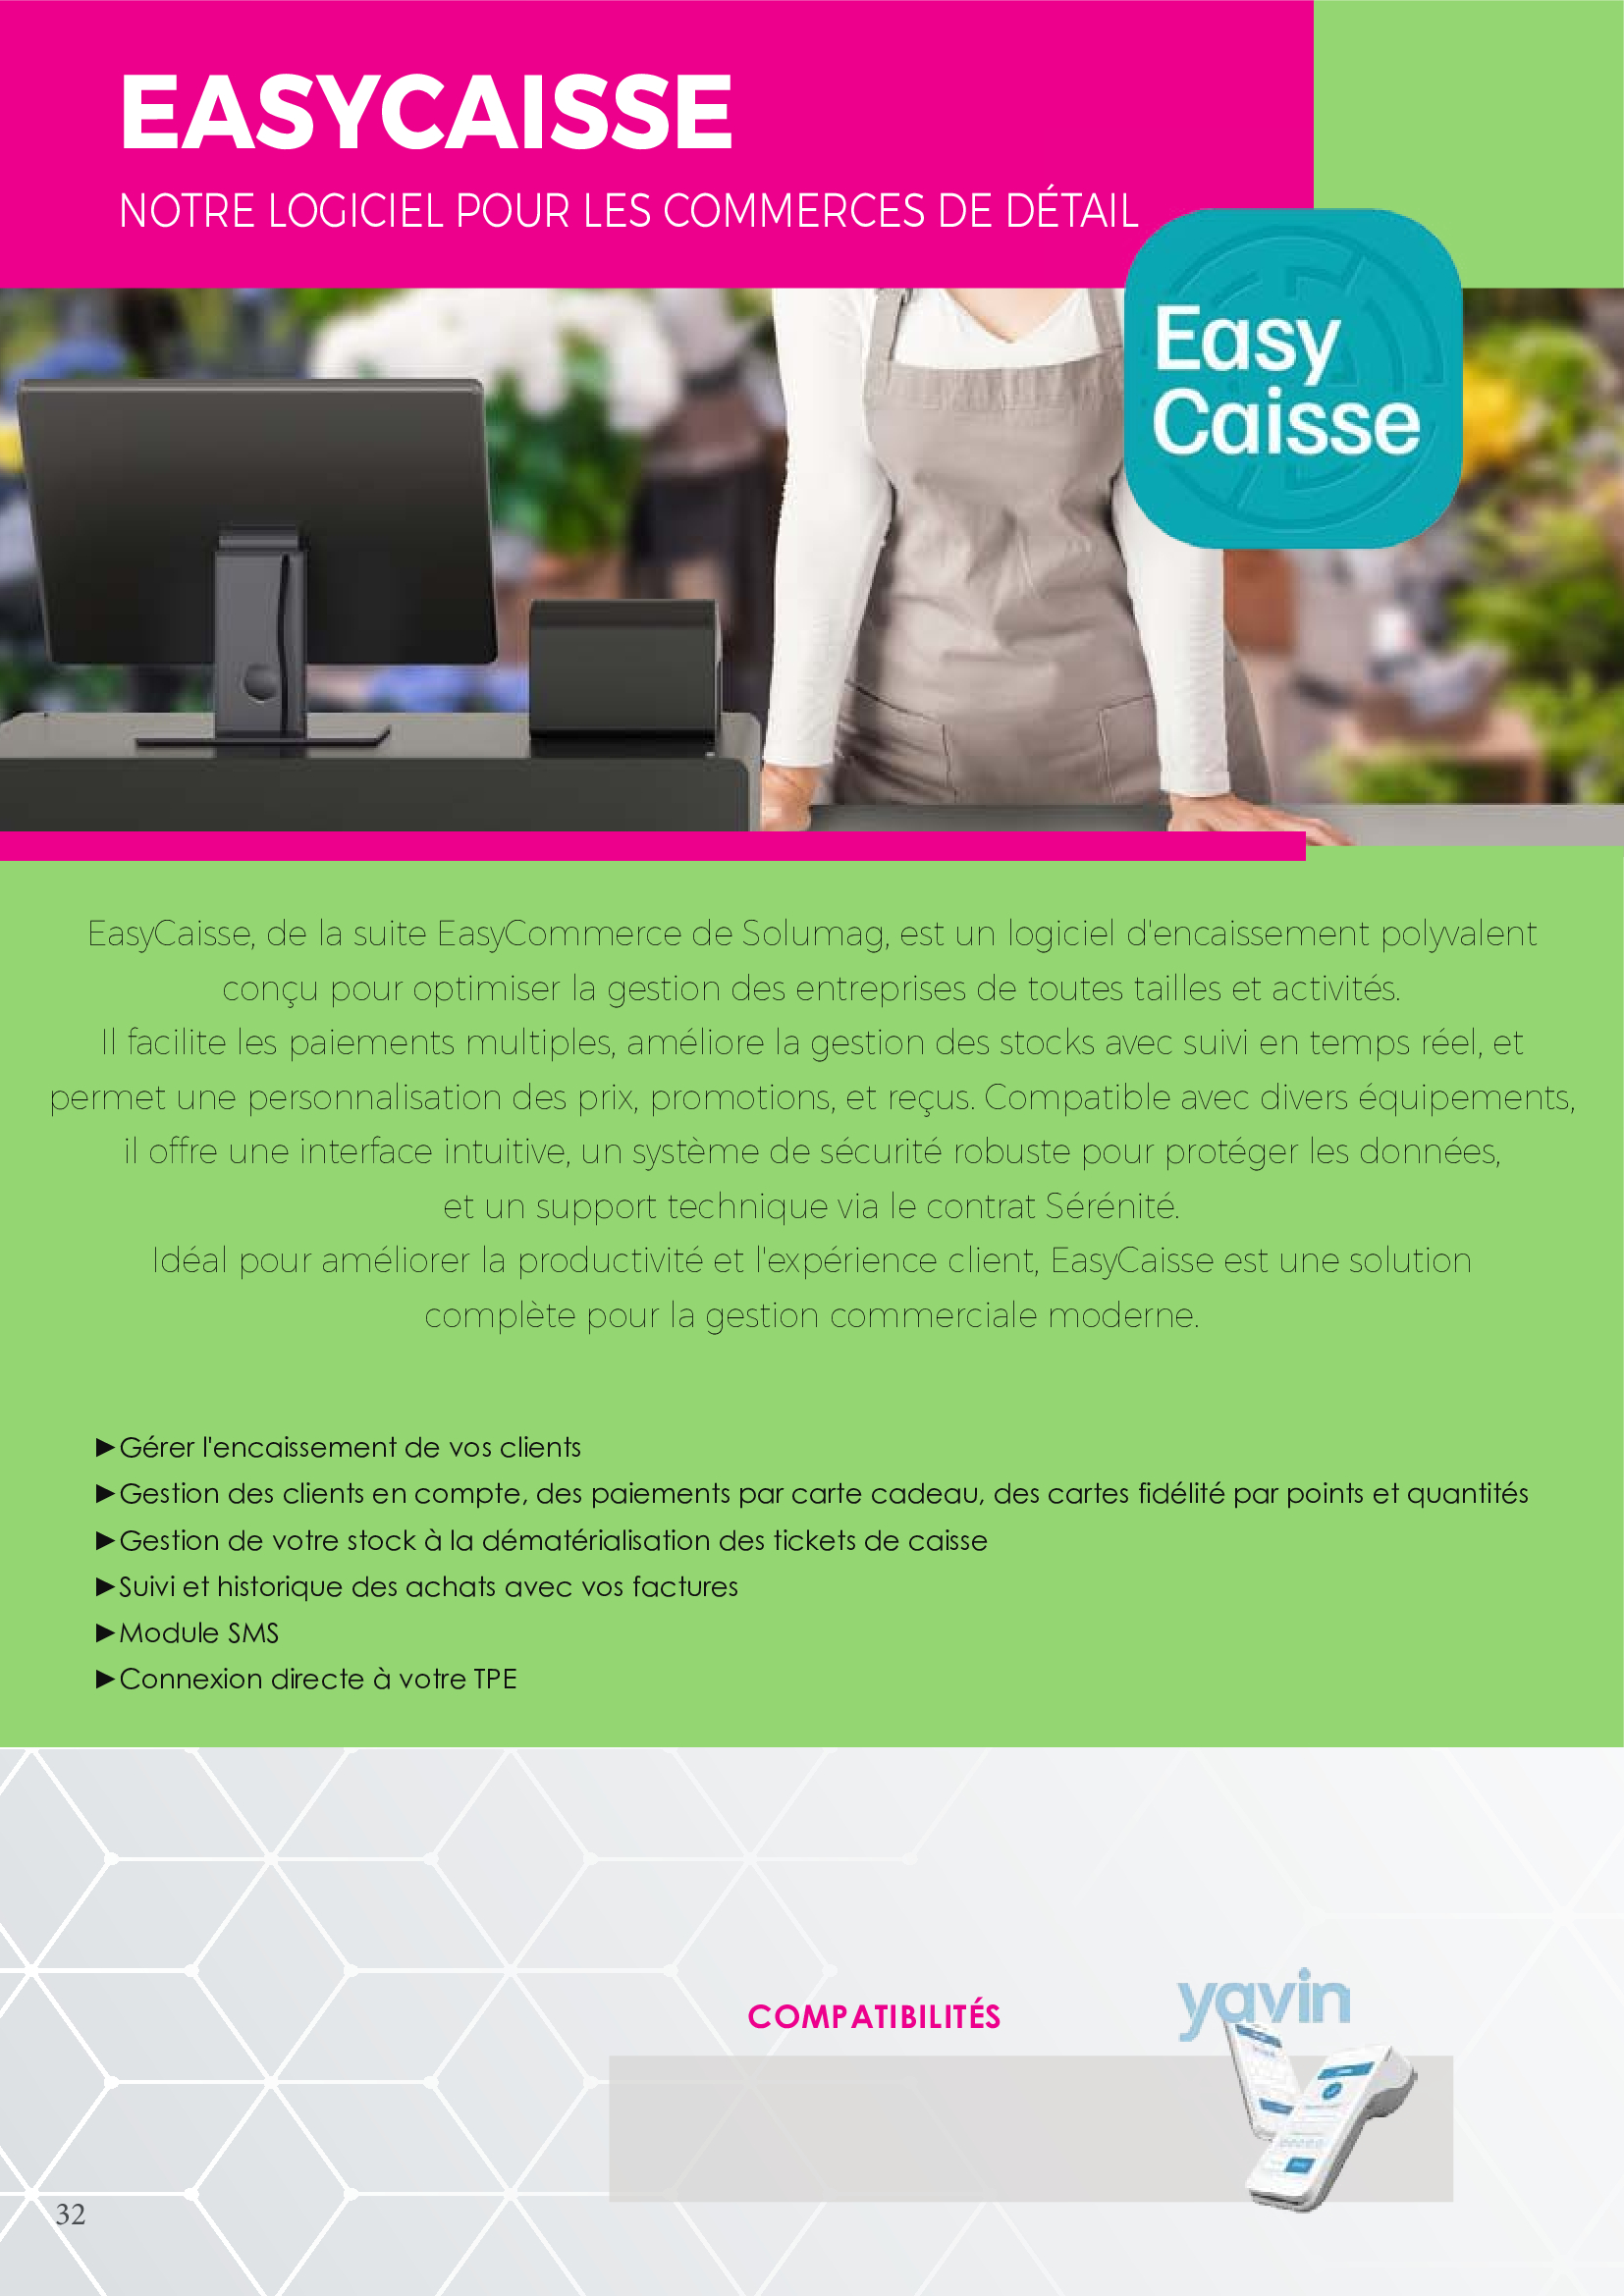 EASYCAISSE
NOTRE LOGICIEL POUR LES COMMERCES DE DÉTAIL
Easy
Caisse
EasyCaisse, de la suite EasyCommerce de Solumag, est un logiciel d'encaissement polyvalent
conçu pour optimiser la gestion des entreprises de toutes tailles et activités.
Il facilite les paiements multiples, améliore la gestion des stocks avec suivi en temps réel, et
permet une personnalisation des prix, promotions, et reçus. Compatible avec divers équipements,
il offre une interface intuitive, un système de sécurité robuste pour protéger les données,
et un support technique via le contrat Sérénité.
Idéal pour améliorer la productivité et l'expérience client, EasyCaisse est une solution
complète pour la gestion commerciale moderne.
►Gérer l'encaissement de vos clients
►Gestion des clients en compte, des paiements par carte cadeau, des cartes fidélité par points et quantités
►Gestion de votre stock à la dématérialisation des tickets de caisse
►Suivi et historique des achats avec vos factures
►Module SMS
►Connexion directe à votre TPE
COMPATIBILITÉS
yavin
32